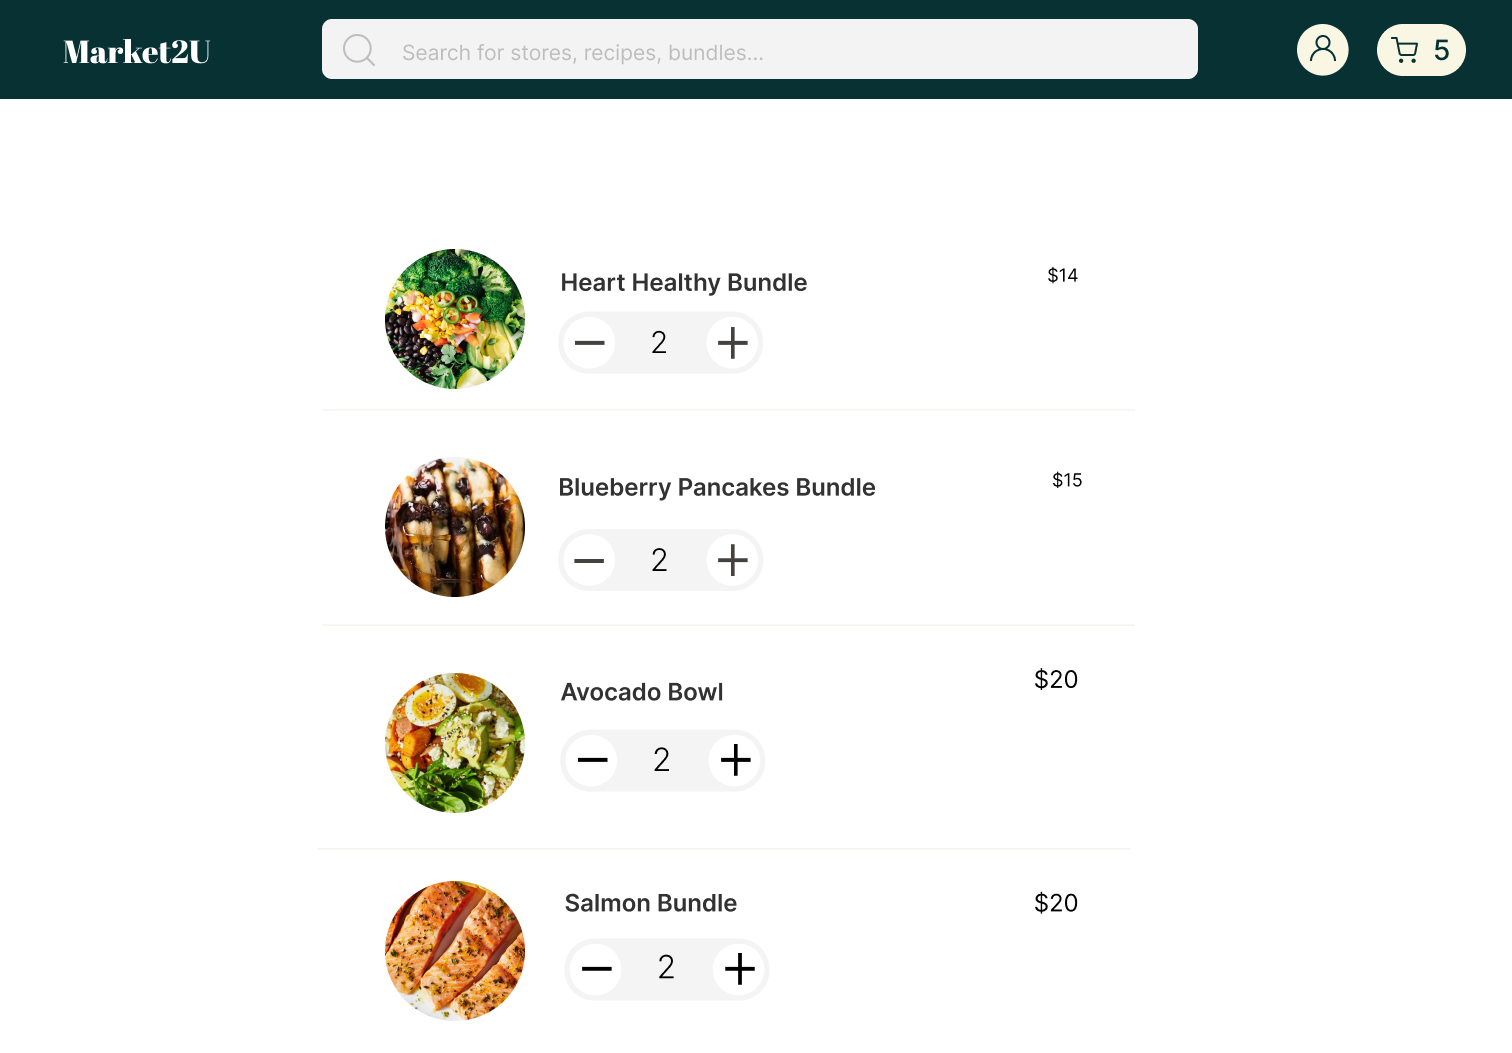 Market2U
Search for stores, recipes, bundles...
5
Heart Healthy Bundle
$14
2
Blueberry Pancakes Bundle
$15
2
Avocado Bowl
$20
2
Salmon Bundle
$20
2